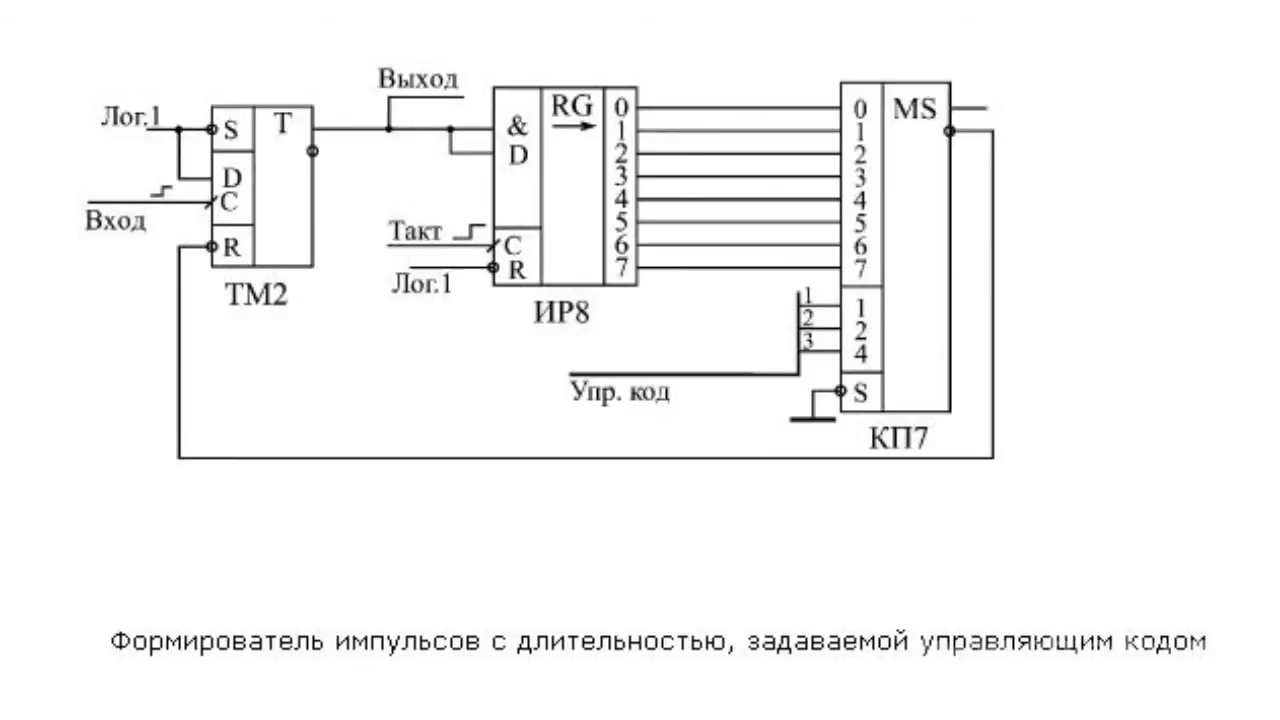 Выход
Лог.1
S
T
D
C
Вход
R
ТМ2
&
D
RG
0
1
2
3
4
5
6
7
Такт
C
R
Лог.1
ИР8
0
1
2
3
4
5
6
7
MS
1
2
3
1
2
4
Упр. код
S
КП7
Формирователь импульсов с длительностью, задаваемой управляющим кодом